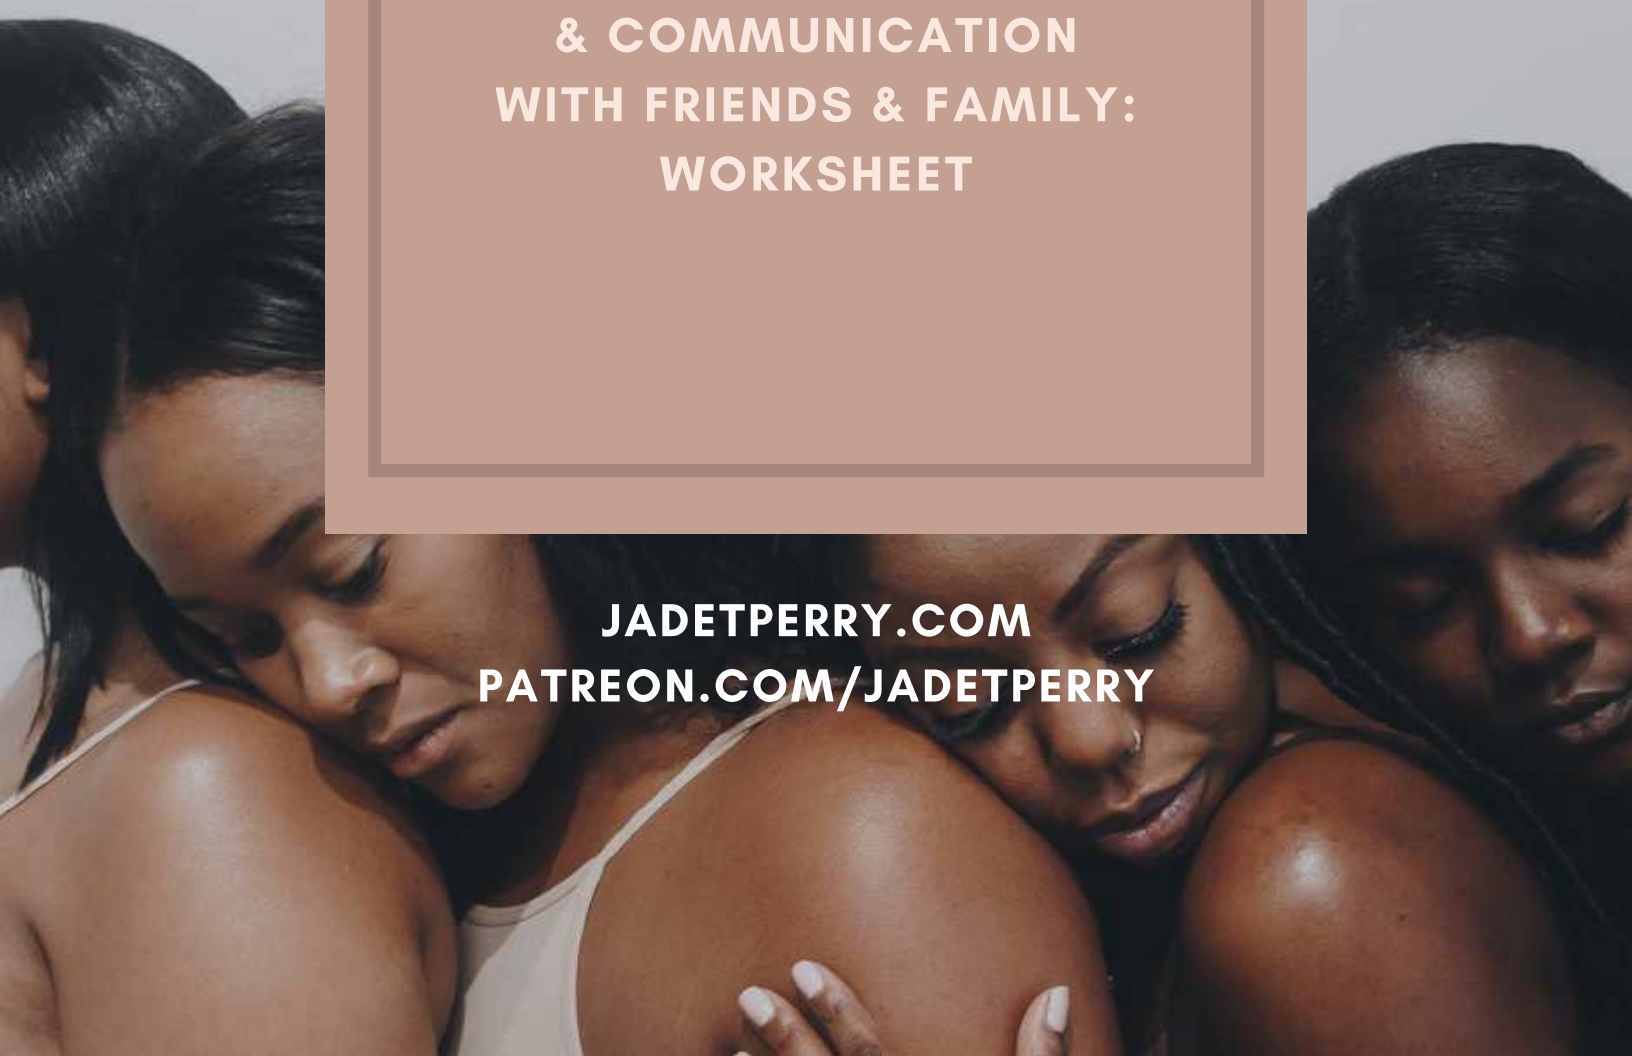 & COMMUNICATION
WITH FRIENDS & FAMILY:
WORKSHEET
JADETPERRY.COM
PATREON.COM/JADETPERRY